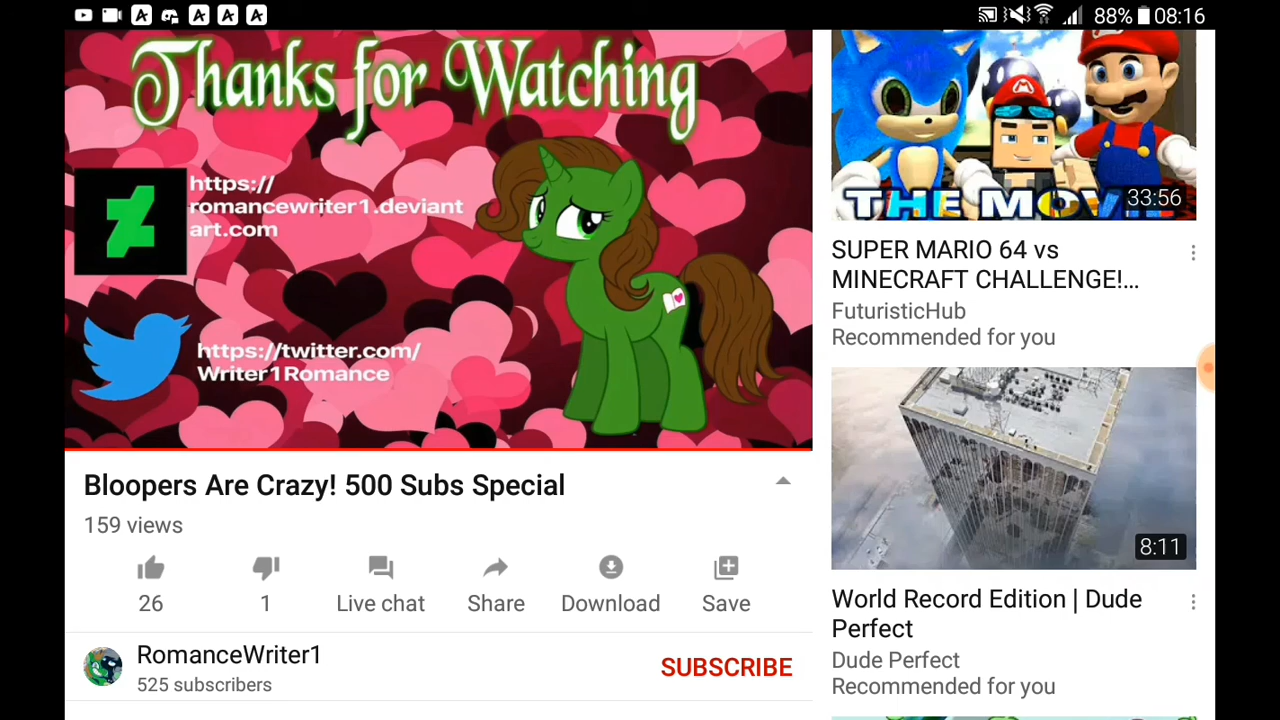 88% 08:16
Thanks for Watching
https://
romancewriter1.deviant
art.com
https://twitter.com/
Writer1Romance
Bloopers Are Crazy! 500 Subs Special
159 views
26
1
Live chat
Share
Download
Save
RomanceWriter1
525 subscribers
SUBSCRIBE
THE MOVIE
33:56
SUPER MARIO 64 vs
MINECRAFT CHALLENGE!...
FuturisticHub
Recommended for you
8:11
World Record Edition | Dude
Perfect
Dude Perfect
Recommended for you